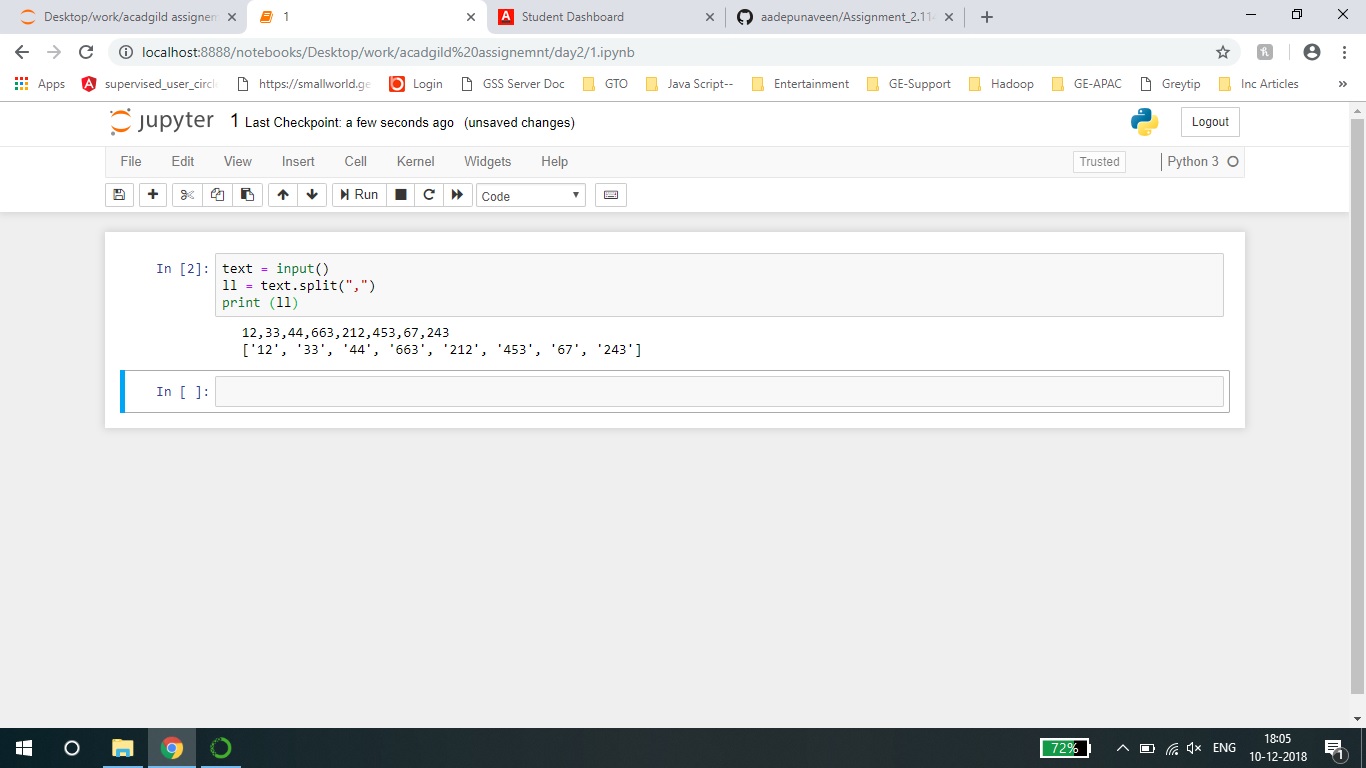 Desktop/work/acadgild assignem
1
Student Dashboard
aadepunaveen/Assignment_2.11
localhost:8888/notebooks/Desktop/work/acadgild%20assignemnt/day2/1.ipynb
Apps
supervised_user_circl
https://smallworld.ge
Login
GSS Server Doc
GTO
Java Script--
Entertainment
GE-Support
Hadoop
GE-APAC
Greytip
Inc Articles
»
jupyter 1 Last Checkpoint: a few seconds ago (unsaved changes)
Logout
File Edit View Insert Cell Kernel Widgets Help
Trusted
Python 3
Run
Code
In [2]: text = input()
ll = text.split(",")
print (ll)
12,33,44,663,212,453,67,243
['12', '33', '44', '663', '212', '453', '67', '243']
In [ ]:
72%
ENG
18:05
10-12-2018
1